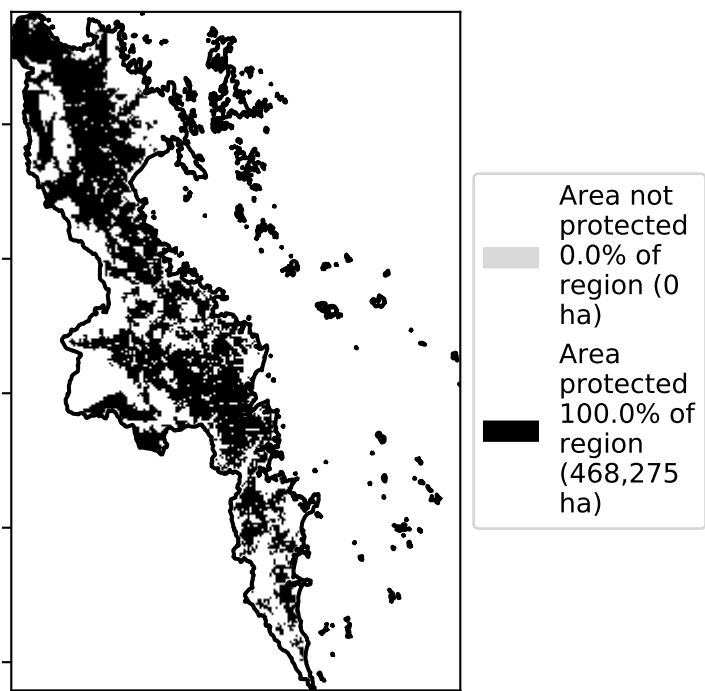 Area not
protected
0.0% of
region (0
ha)
Area
protected
100.0% of
region
(468,275
ha)